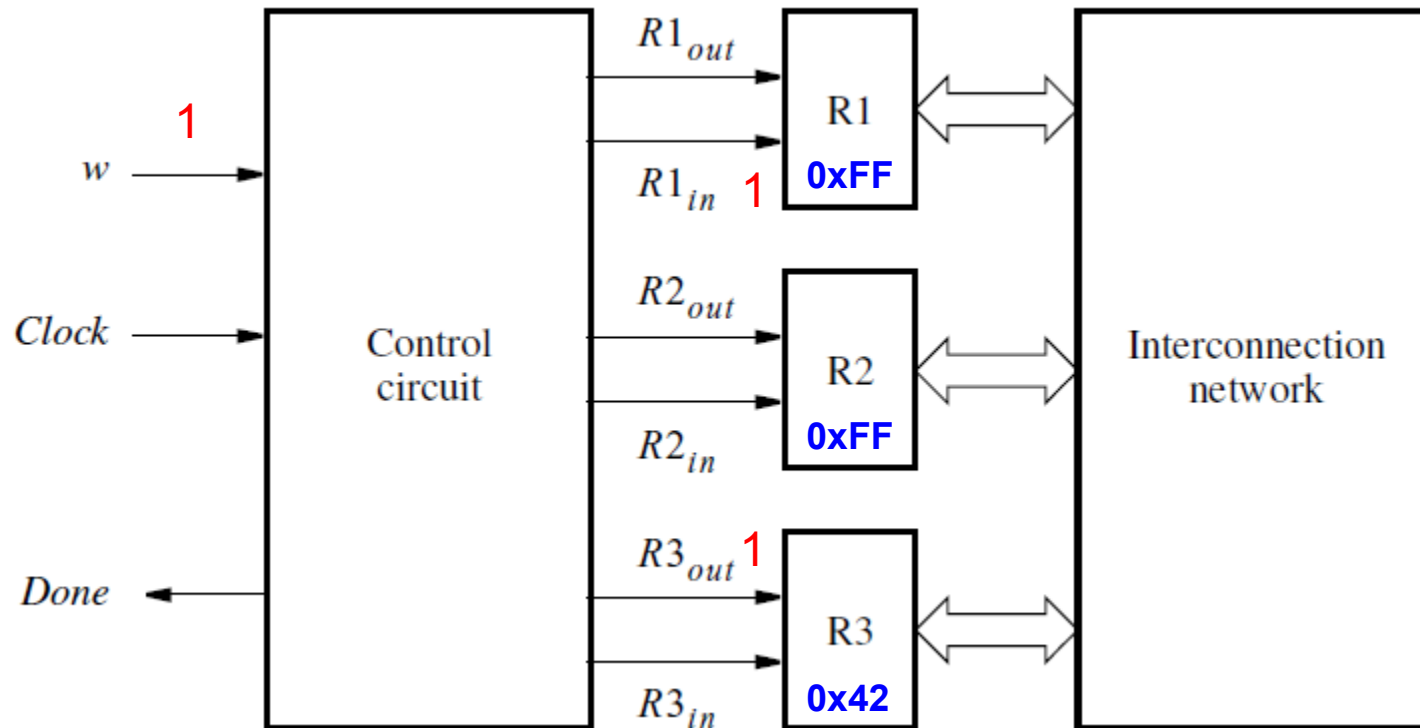 R1out
1
w
R1
0xFF
R1in 1
R2out
Clock
Control
circuit
R2
0xFF
Interconnection
network
R2in
R3out 1
Done
R3
0x42
R3in